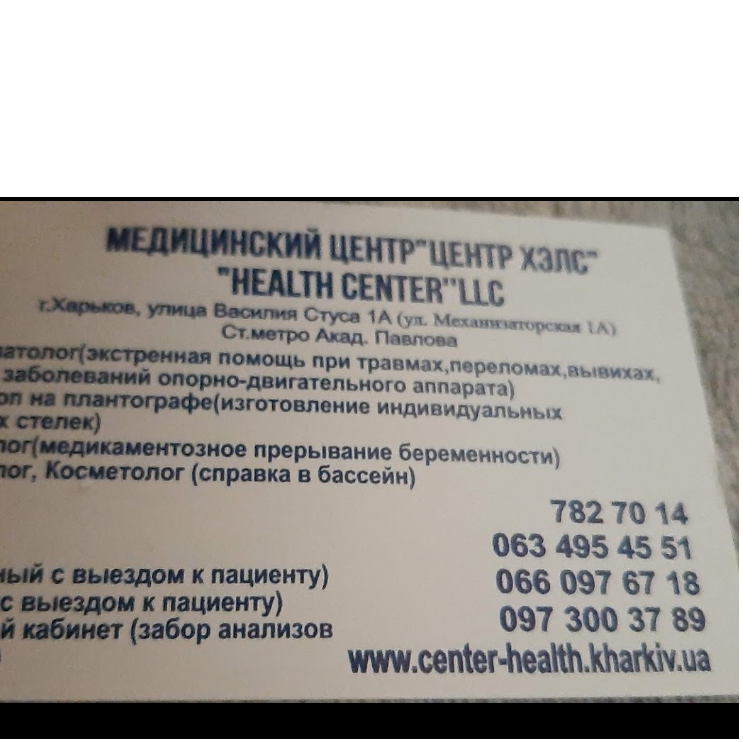 МЕДИЦИНСКИЙ ЦЕНТР"ЦЕНТР ХЭЛС"
"HEALTH CENTER"LLC
г.Харьков, улица Василия Стуса 1А (ул. Механизаторская 1А)
Ст.метро Акад. Павлова
матолог(экстренная помощь при травмах,переломах,вывихах,
заболеваний опорно-двигательного аппарата)
оп на плантографе(изготовление индивидуальных
х стелек)
лог(медикаментозное прерывание беременности)
лог, Косметолог (справка в бассейн)
782 70 14
063 495 45 51
ный с выездом к пациенту)
066 097 67 18
с выездом к пациенту)
097 300 37 89
й кабинет (забор анализов
www.center-health.kharkiv.ua